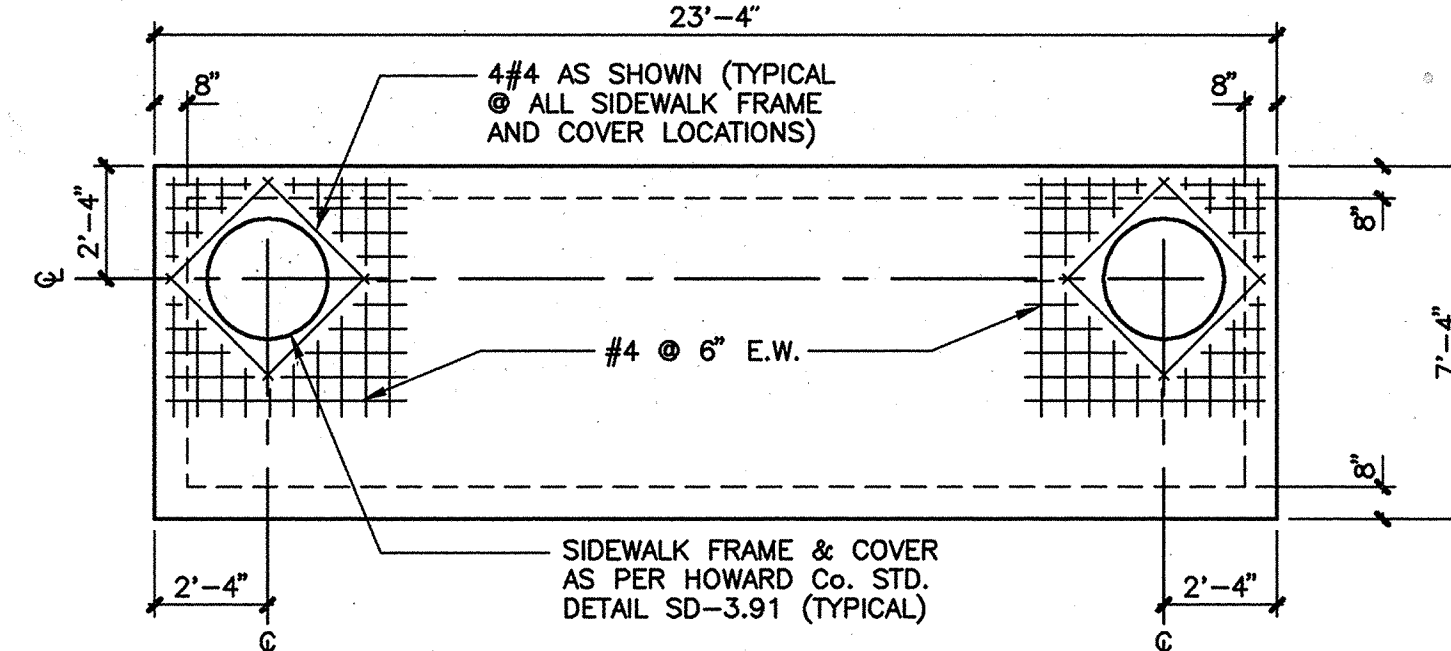 23'-4"
4#4 AS SHOWN (TYPICAL
@ ALL SIDEWALK FRAME
AND COVER LOCATIONS)
8"
8"
2'-4"
8"
℄
#4 @ 6" E.W.
7'-4"
8"
SIDEWALK FRAME & COVER
AS PER HOWARD Co. STD.
DETAIL SD-3.91 (TYPICAL)
2'-4"
2'-4"
℄
℄